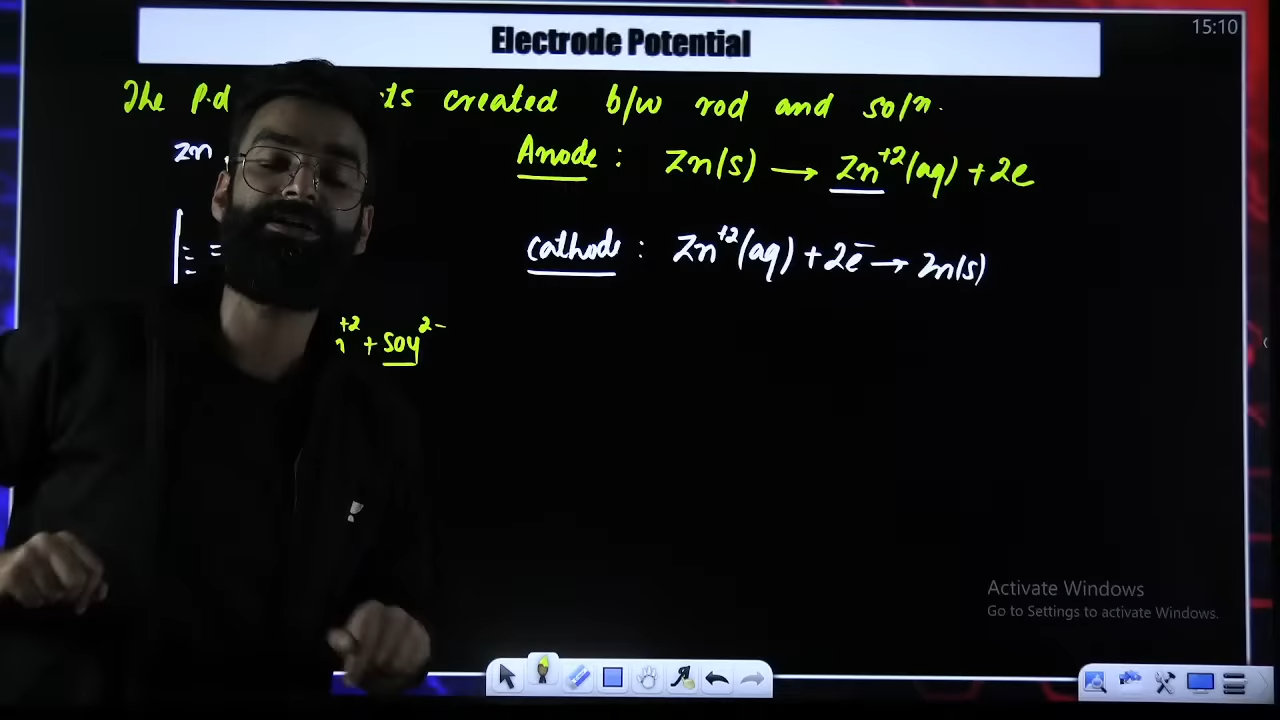 15:10
Electrode Potential
The P.d ts created b/w rod and soln.
zn
Anode : Zn(s) → Zn+2(aq) + 2e
Cathode : Zn+2(aq) + 2e- → Zn(s)
+2 + SO4 2-
Activate Windows
Go to Settings to activate Windows.